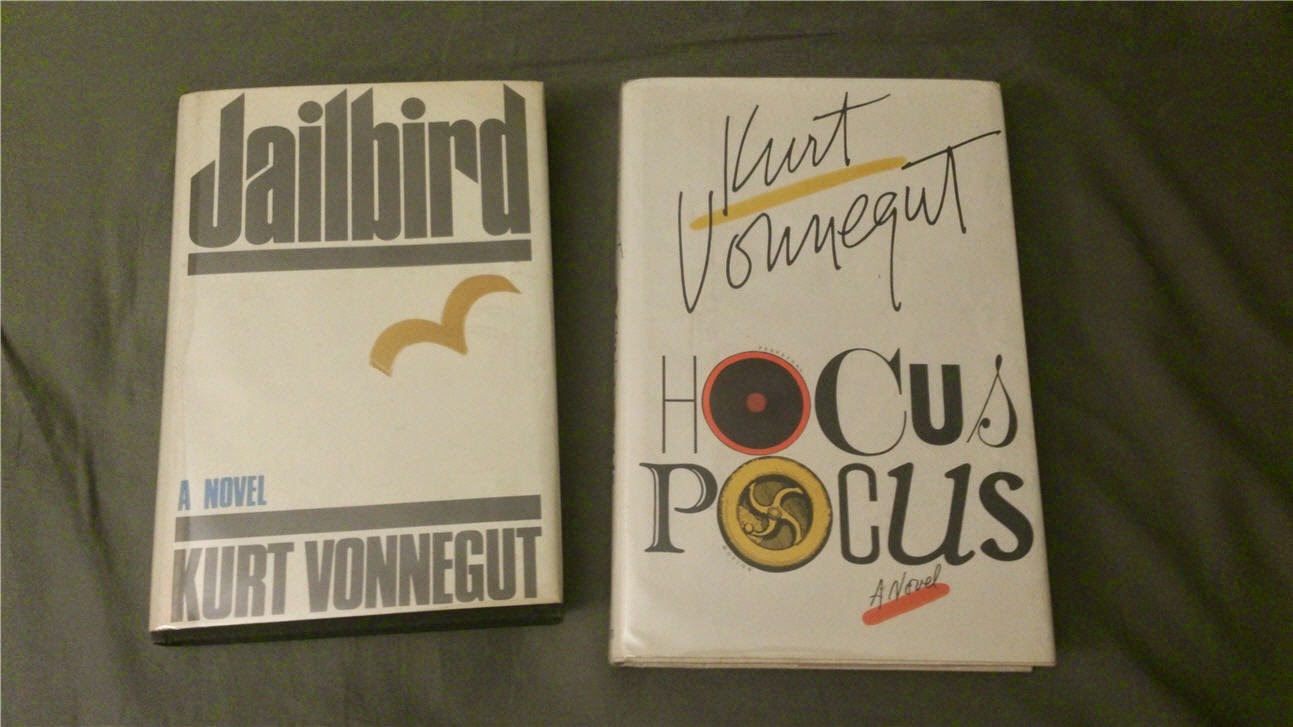 Jailbird
A NOVEL
KURT VONNEGUT
Kurt
Vonnegut
HOCUS
POCUS
A Novel